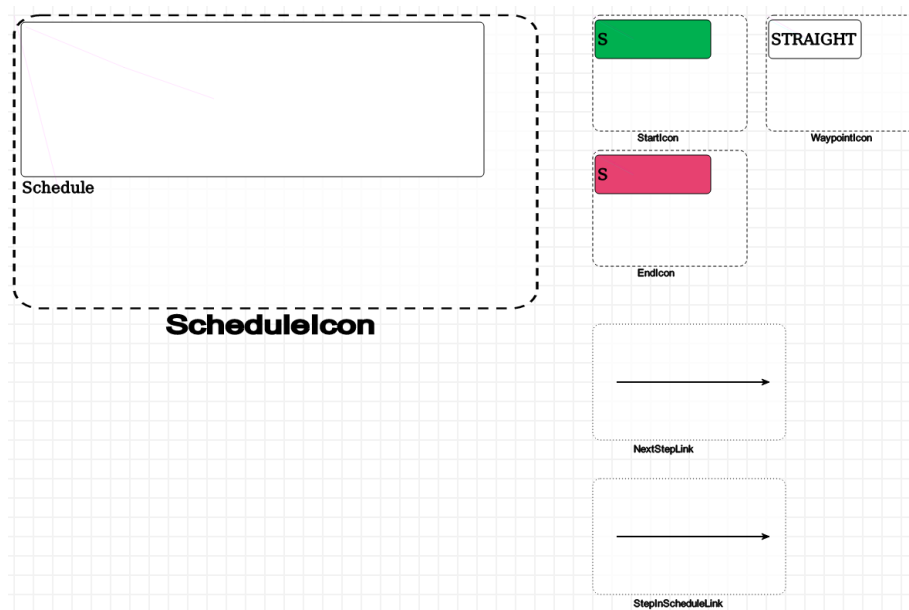 Schedule
ScheduleIcon
S
StartIcon
STRAIGHT
WaypointIcon
S
EndIcon
NextStepLink
StepInScheduleLink